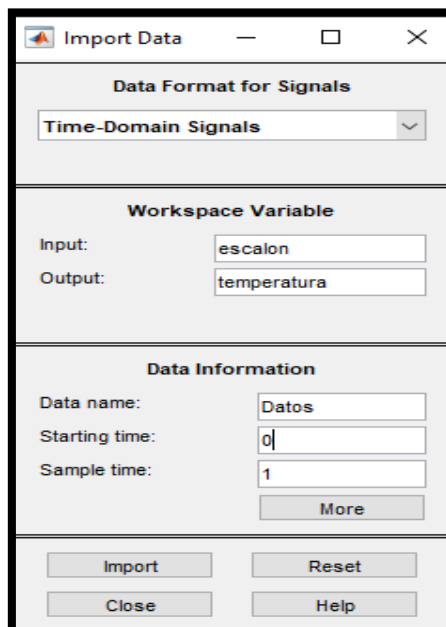 Import Data
Data Format for Signals
Time-Domain Signals
Workspace Variable
Input: escalon
Output: temperatura
Data Information
Data name: Datos
Starting time: 0
Sample time: 1
More
Import Reset
Close Help